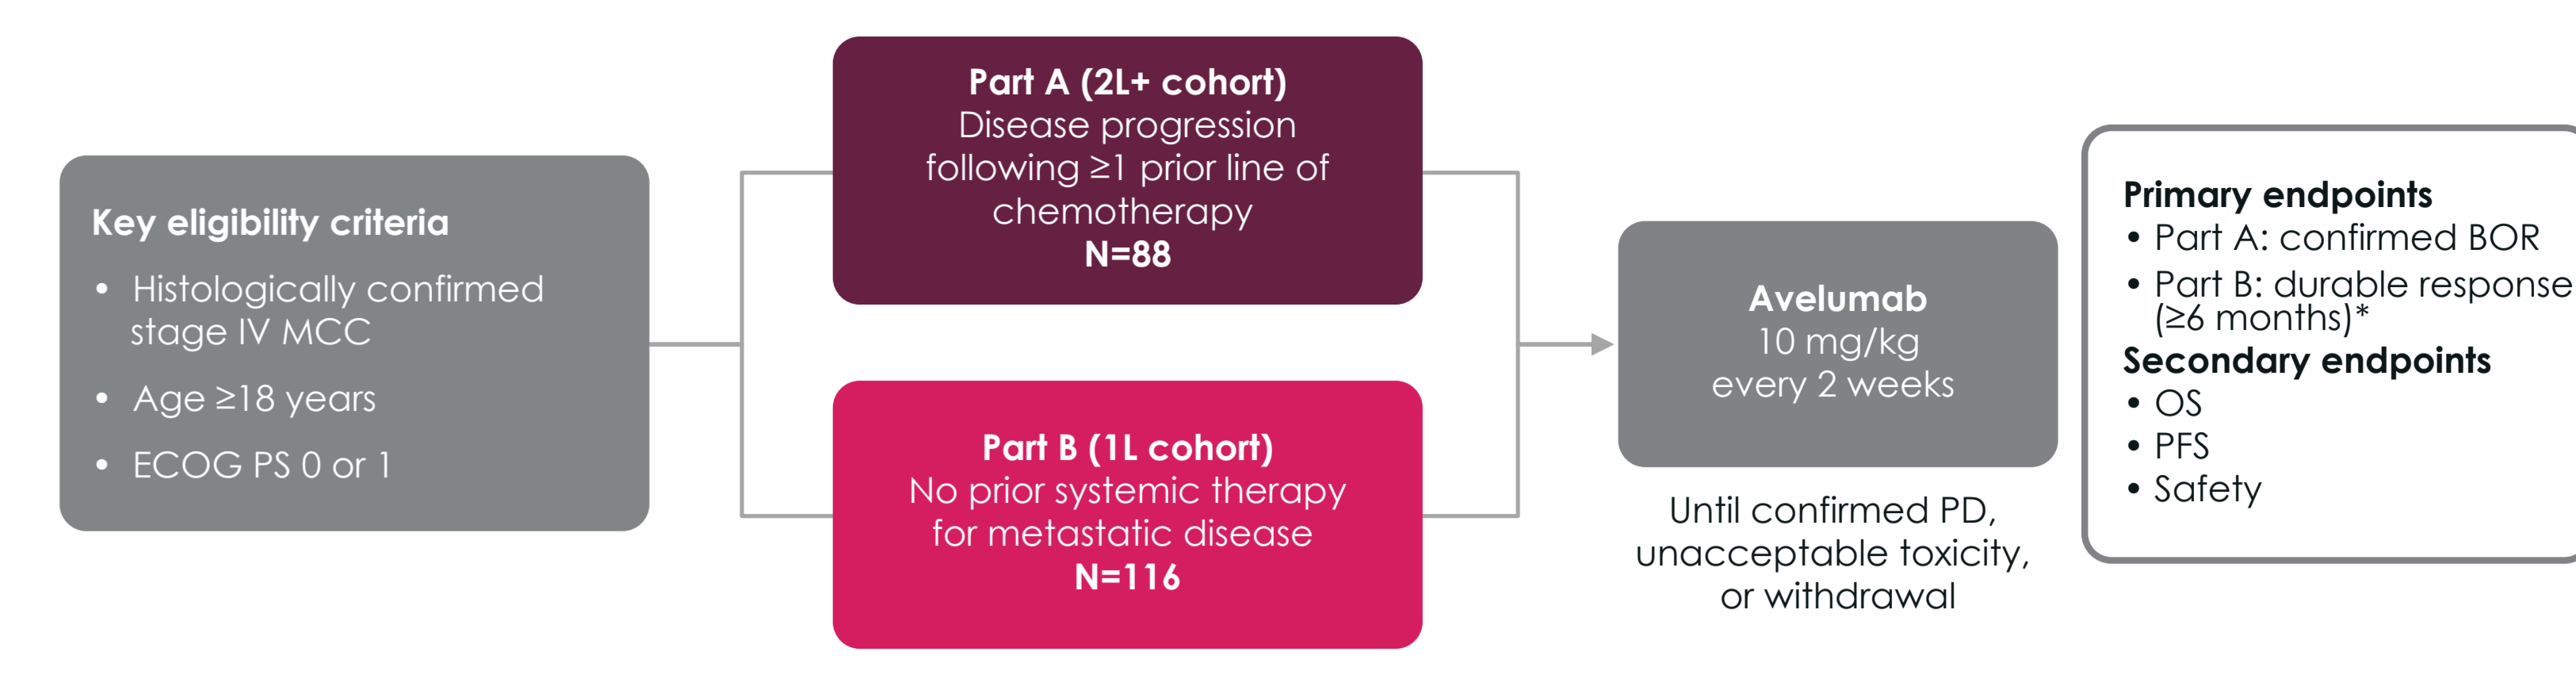 Key eligibility criteria
• Histologically confirmed
stage IV MCC
• Age ≥18 years
• ECOG PS 0 or 1
Part A (2L+ cohort)
Disease progression
following ≥1 prior line of
chemotherapy
N=88
Part B (1L cohort)
No prior systemic therapy
for metastatic disease
N=116
Avelumab
10 mg/kg
every 2 weeks
Until confirmed PD,
unacceptable toxicity,
or withdrawal
Primary endpoints
• Part A: confirmed BOR
• Part B: durable response
(≥6 months)*
Secondary endpoints
• OS
• PFS
• Safety